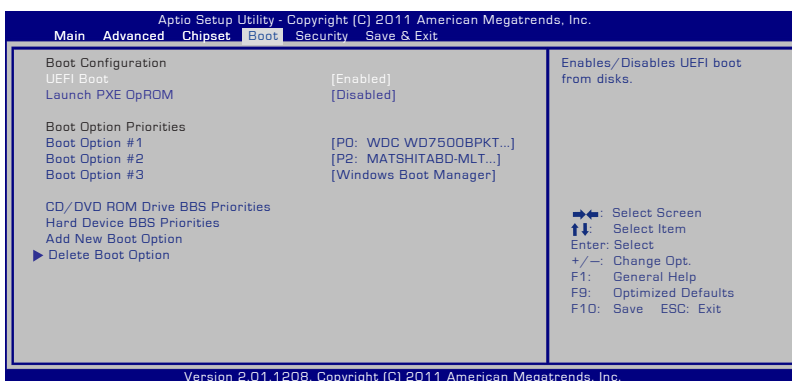 Aptio Setup Utility - Copyright (C) 2011 American Megatrends, Inc.
Main Advanced Chipset Boot Security Save & Exit
Boot Configuration
UEFI Boot [Enabled]
Launch PXE OpROM [Disabled]
Boot Option Priorities
Boot Option #1 [P0: WDC WD7500BPKT...]
Boot Option #2 [P2: MATSHITABD-MLT...]
Boot Option #3 [Windows Boot Manager]
CD/DVD ROM Drive BBS Priorities
Hard Device BBS Priorities
Add New Boot Option
Delete Boot Option
Enables/Disables UEFI boot
from disks.
: Select Screen
: Select Item
Enter: Select
+/—: Change Opt.
F1: General Help
F9: Optimized Defaults
F10: Save ESC: Exit
Version 2.01.1208. Copyright (C) 2011 American Megatrends, Inc.